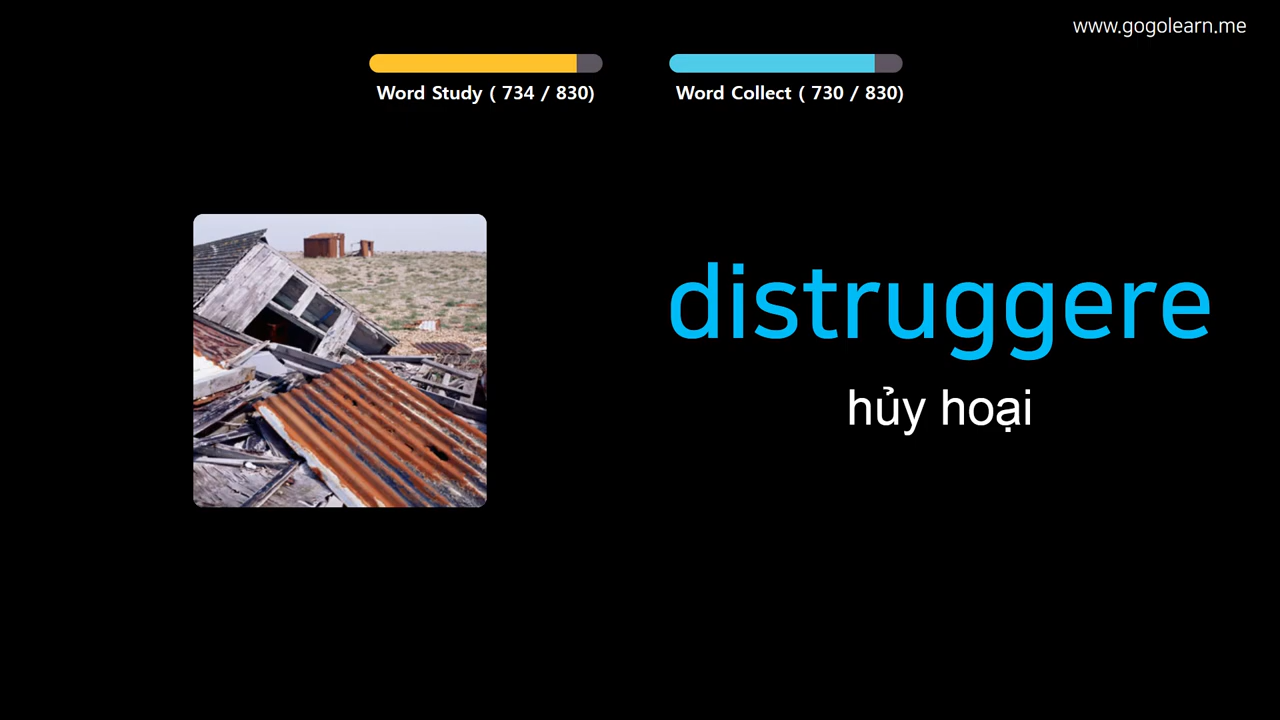 www.gogolearn.me
Word Study ( 734 / 830)
Word Collect ( 730 / 830)
distruggere
hủy hoại